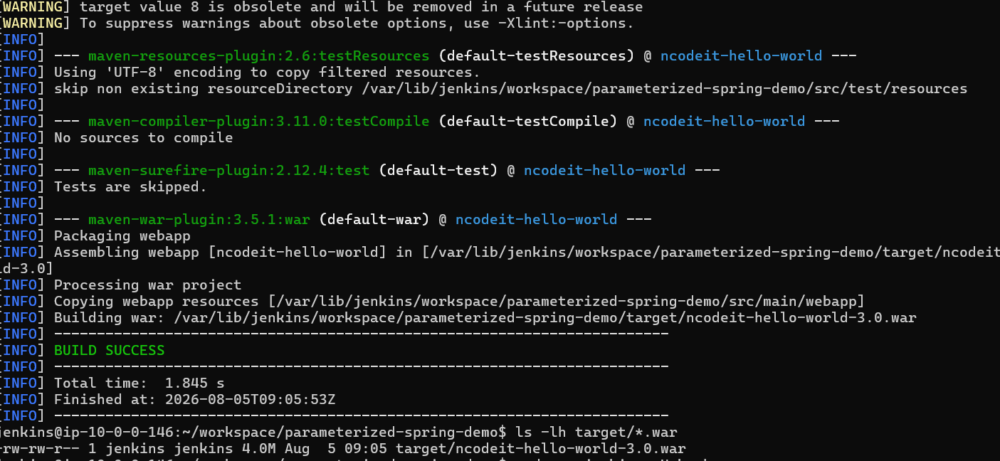 [WARNING] target value 8 is obsolete and will be removed in a future release
[WARNING] To suppress warnings about obsolete options, use -Xlint:-options.
[INFO]
[INFO] --- maven-resources-plugin:2.6:testResources (default-testResources) @ ncodeit-hello-world ---
[INFO] Using 'UTF-8' encoding to copy filtered resources.
[INFO] skip non existing resourceDirectory /var/lib/jenkins/workspace/parameterized-spring-demo/src/test/resources
[INFO]
[INFO] --- maven-compiler-plugin:3.11.0:testCompile (default-testCompile) @ ncodeit-hello-world ---
[INFO] No sources to compile
[INFO]
[INFO] --- maven-surefire-plugin:2.12.4:test (default-test) @ ncodeit-hello-world ---
[INFO] Tests are skipped.
[INFO]
[INFO] --- maven-war-plugin:3.5.1:war (default-war) @ ncodeit-hello-world ---
[INFO] Packaging webapp
[INFO] Assembling webapp [ncodeit-hello-world] in [/var/lib/jenkins/workspace/parameterized-spring-demo/target/ncodeit
ld-3.0]
[INFO] Processing war project
[INFO] Copying webapp resources [/var/lib/jenkins/workspace/parameterized-spring-demo/src/main/webapp]
[INFO] Building war: /var/lib/jenkins/workspace/parameterized-spring-demo/target/ncodeit-hello-world-3.0.war
[INFO] ------------------------------------------------------------------------
[INFO] BUILD SUCCESS
[INFO] ------------------------------------------------------------------------
[INFO] Total time:  1.845 s
[INFO] Finished at: 2026-08-05T09:05:53Z
[INFO] ------------------------------------------------------------------------
jenkins@ip-10-0-0-146:~/workspace/parameterized-spring-demo$ ls -lh target/*.war
-rw-rw-r-- 1 jenkins jenkins 4.0M Aug  5 09:05 target/ncodeit-hello-world-3.0.war